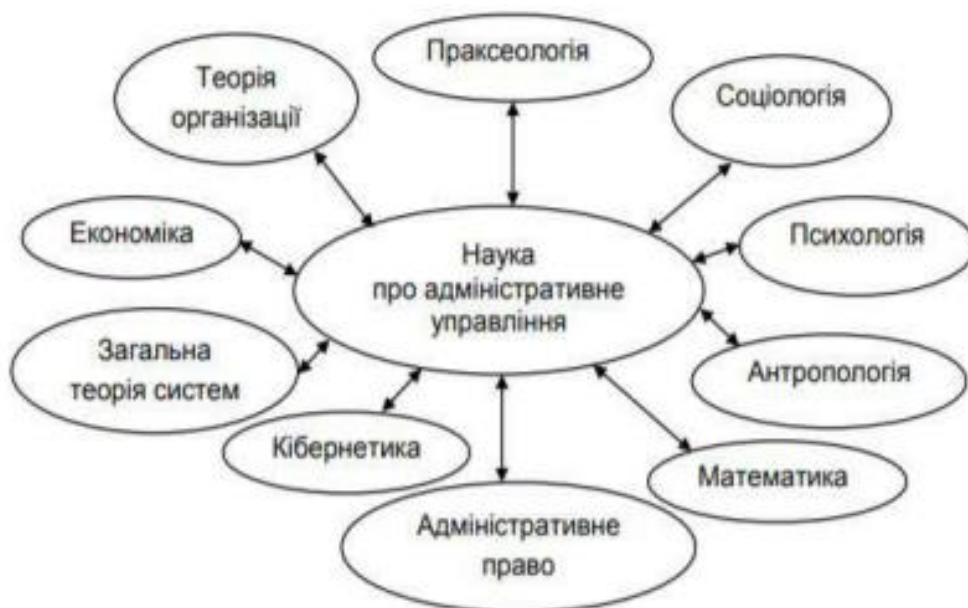 Праксеологія
Теорія
організації
Соціологія
Економіка
Наука
про адміністративне
управління
Психологія
Загальна
теорія систем
Антропологія
Кібернетика
Математика
Адміністративне
право